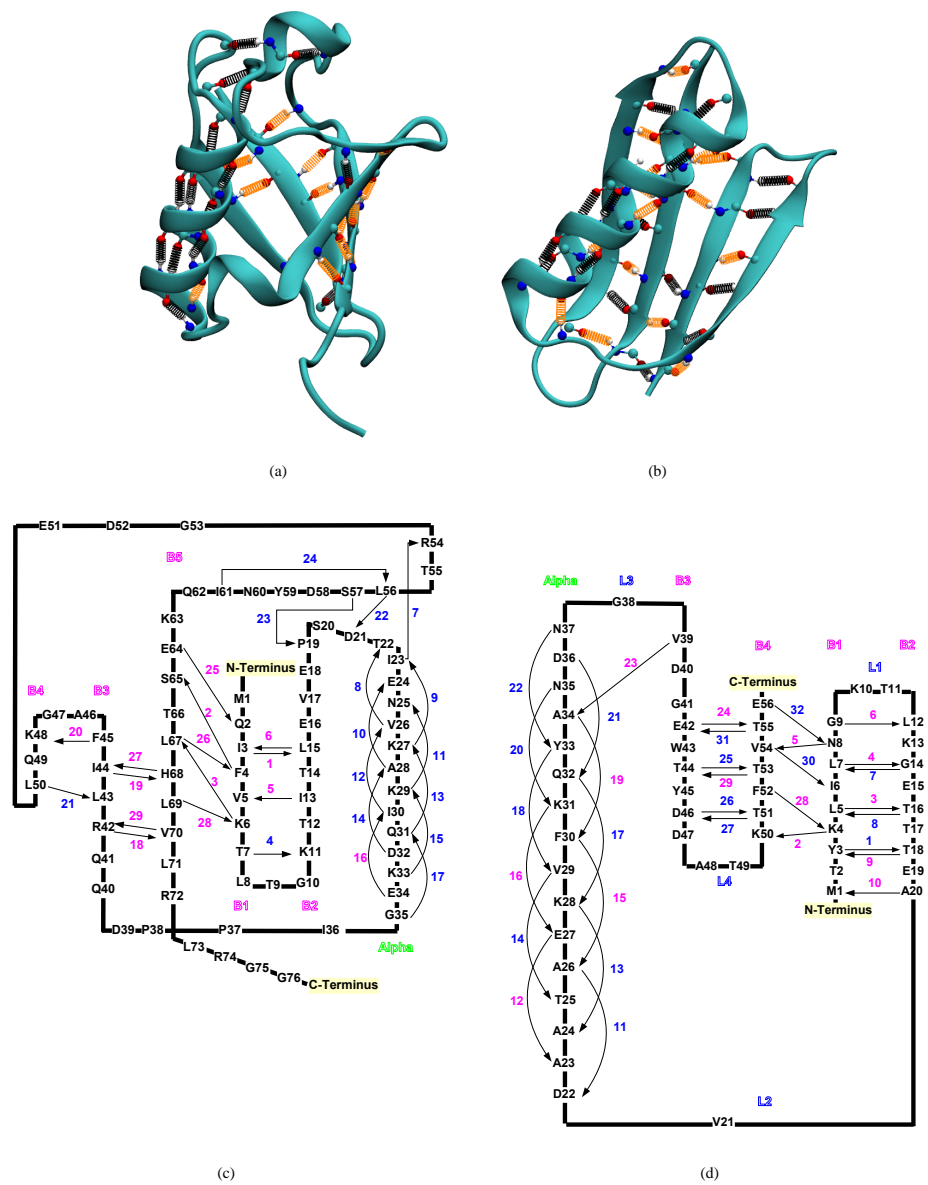 (a)
(b)
E51 D52 G53
R54
T55
B5
24
Q62 I61 N60 Y59 D58 S57 L56
7
23
22
K63
S20
D21
T22
P19
I23
E64
N-Terminus
E18
E24
25
8
9
S65
M1
V17
N25
B4
B3
2
Q2
E16
V26
G47 A46
T66
10
K48
20
F45
L67
26
I3
6
L15
K27
11
1
27
F4
T14
A28
Q49
I44
H68
3
12
19
V5
5
I13
K29
13
L50
21
L43
L69
28
K6
T12
I30
14
29
R42
V70
T7
4
K11
Q31
15
18
D32
16
Q41
L71
L8
T9
G10
K33
17
Q40
R72
B1
B2
E34
G35
D39 P38 P37 I36
Alpha
L73
R74
G75
G76
C-Terminus
(c)
Alpha
L3
B3
G38
N37
V39
D36
23
D40
B4
B1
B2
22
N35
C-Terminus
L1
K10 T11
A34
21
G41
E56
32
G9
6
L12
E42
24
T55
N8
K13
31
5
20
Y33
W43
V54
L7
4
G14
Q32
19
T44
25
T53
30
7
29
I6
E15
18
K31
Y45
F52
28
L5
3
T16
D46
26
T51
8
F30
17
27
K50
2
K4
T17
D47
Y3
1
T18
V29
A48 T49
9
16
15
L4
T2
E19
K28
M1
10
A20
N-Terminus
14
E27
A26
13
T25
12
A24
11
A23
D22
L2
V21
(d)